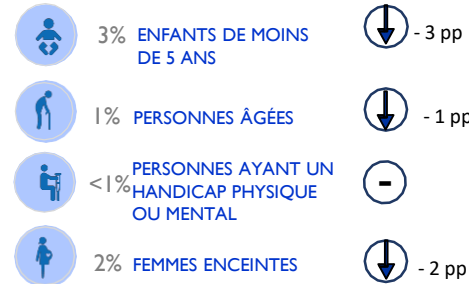 3% ENFANTS DE MOINS - 3 pp
DE 5 ANS
1% PERSONNES ÂGÉES - 1 pp
PERSONNES AYANT UN
<1% HANDICAP PHYSIQUE -
OU MENTAL
2% FEMMES ENCEINTES - 2 pp